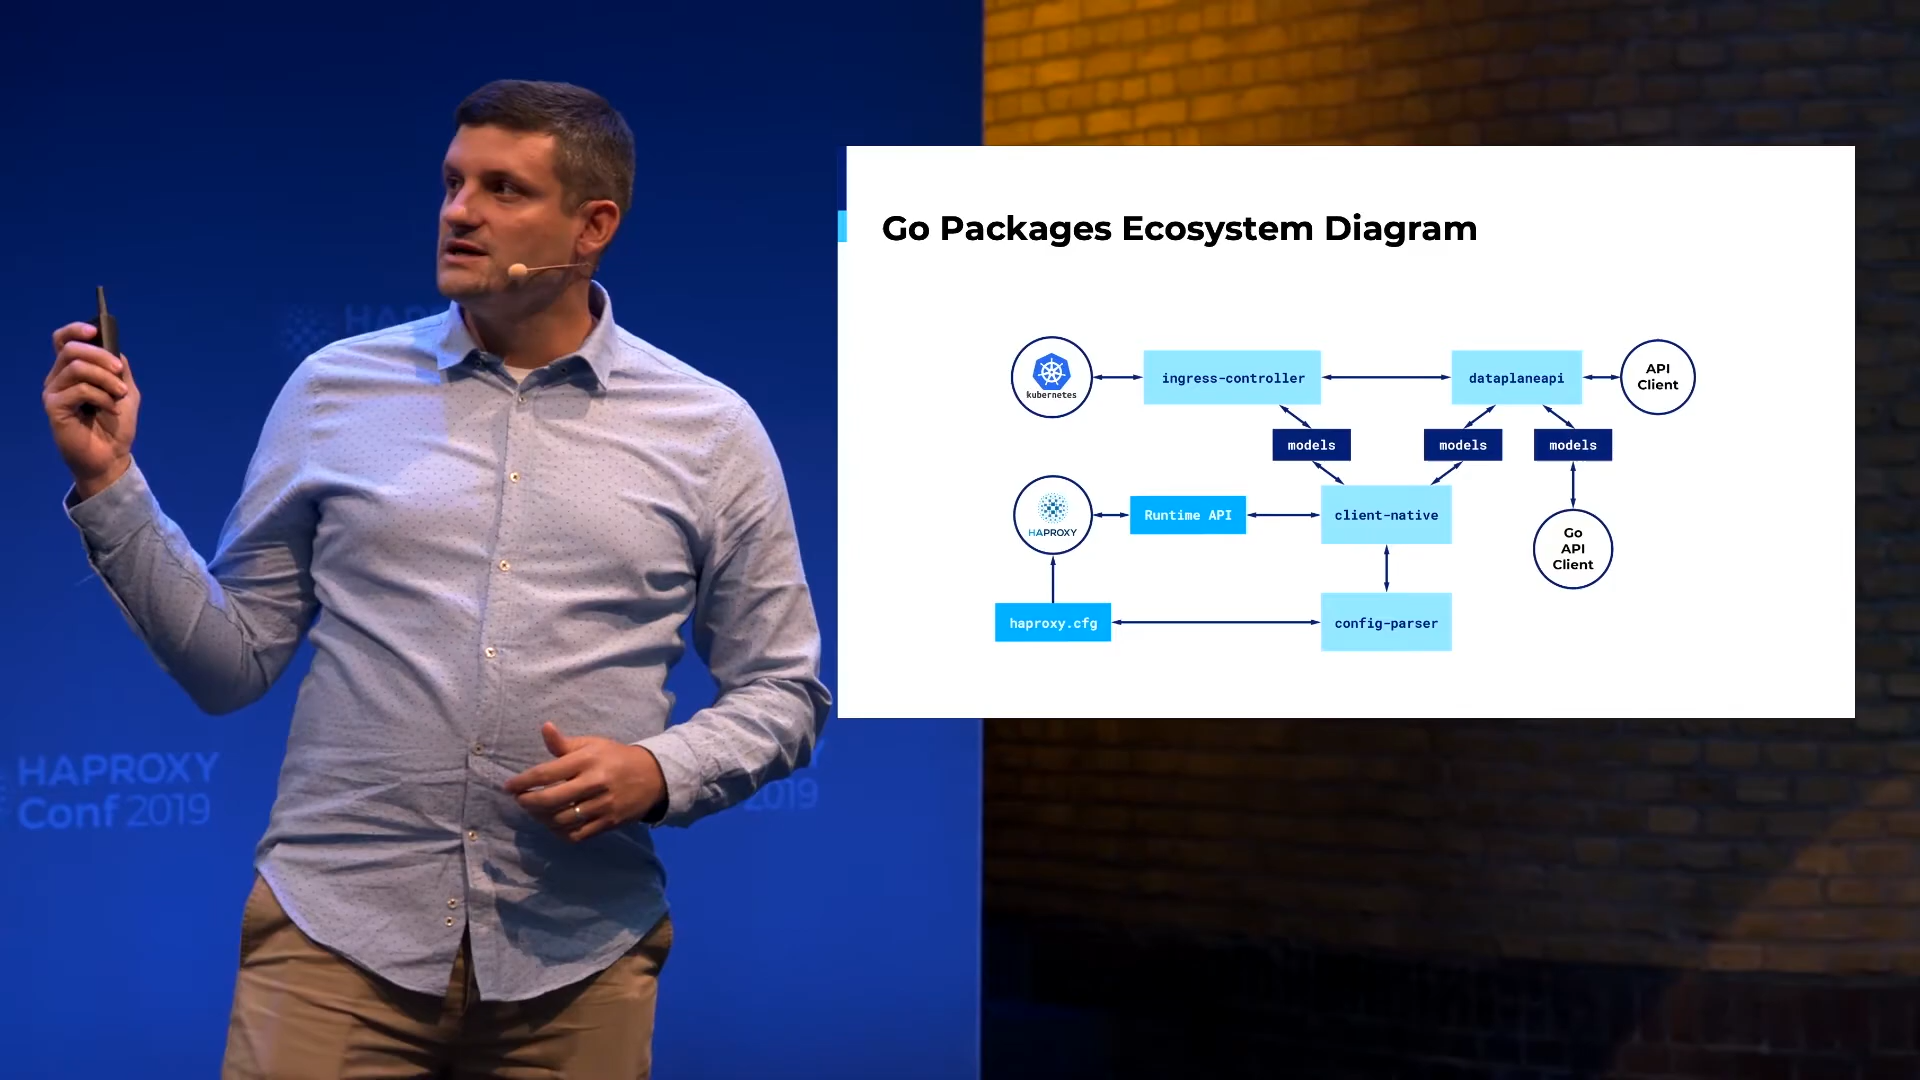 HAPROXY
Conf 2019
2019
Go Packages Ecosystem Diagram
kubernetes
ingress-controller
dataplaneapi
API
Client
models
models
models
HAPROXY
Runtime API
client-native
Go
API
Client
haproxy.cfg
config-parser